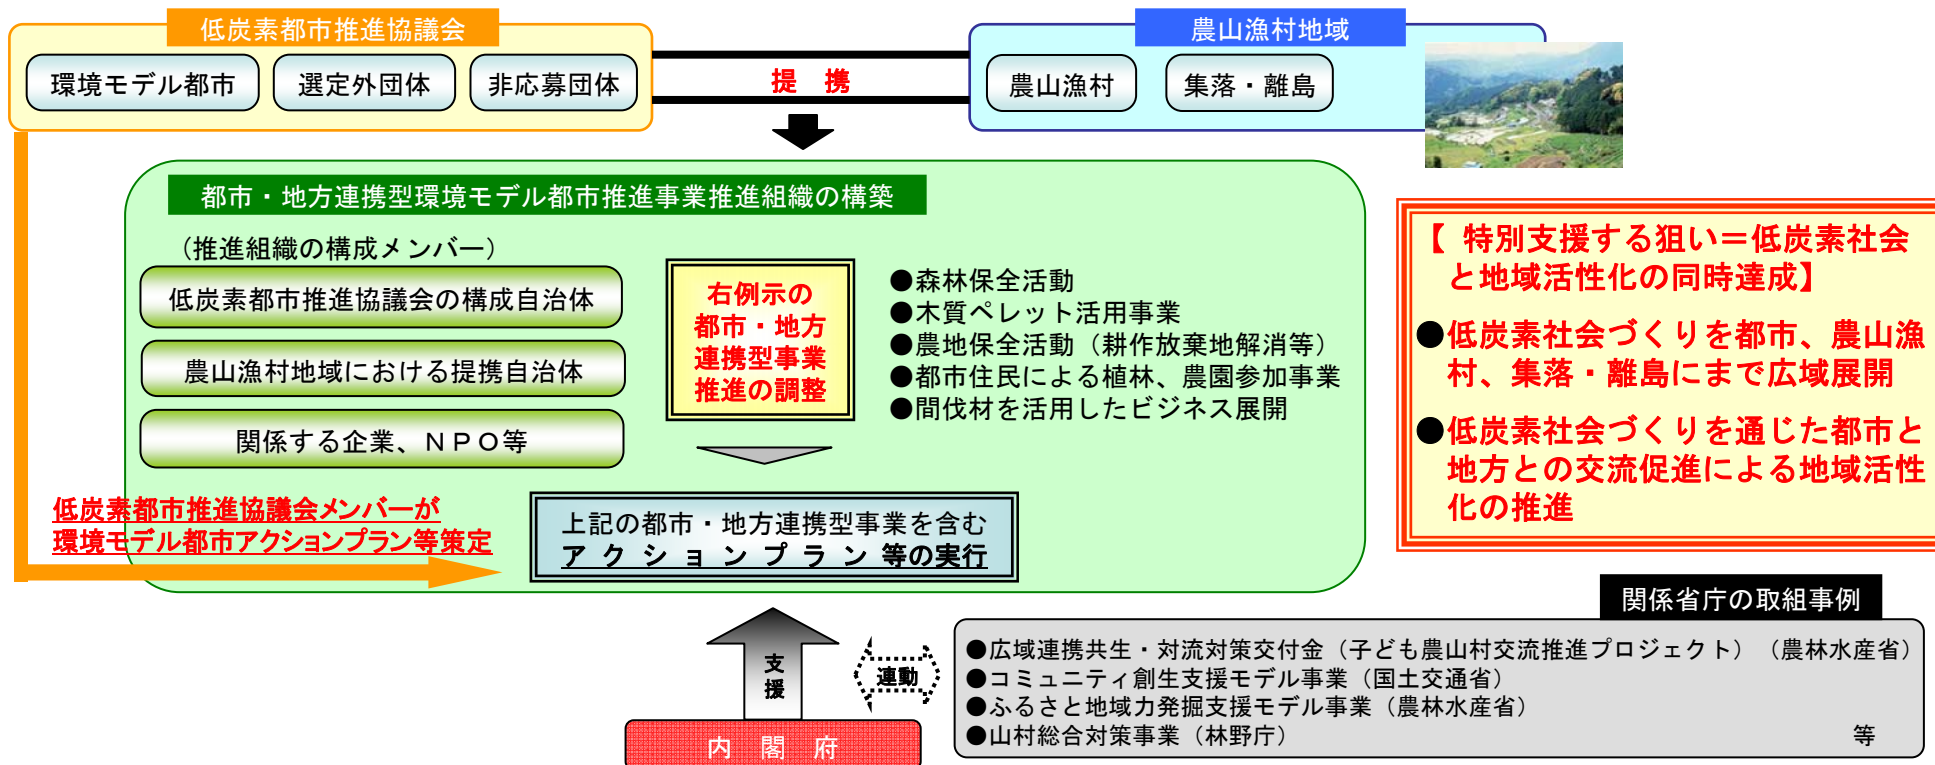 低炭素都市推進協議会
環境モデル都市
選定外団体
非応募団体
提 携
農山漁村地域
農山漁村
集落・離島
都市・地方連携型環境モデル都市推進事業推進組織の構築
（推進組織の構成メンバー）
低炭素都市推進協議会の構成自治体
農山漁村地域における提携自治体
関係する企業、ＮＰＯ等
右例示の
都市・地方
連携型事業
推進の調整
●森林保全活動
●木質ペレット活用事業
●農地保全活動（耕作放棄地解消等）
●都市住民による植林、農園参加事業
●間伐材を活用したビジネス展開
【 特別支援する狙い＝低炭素社会
と地域活性化の同時達成】
●低炭素社会づくりを都市、農山漁
村、集落・離島にまで広域展開
●低炭素社会づくりを通じた都市と
地方との交流促進による地域活性
化の推進
低炭素都市推進協議会メンバーが
環境モデル都市アクションプラン等策定
上記の都市・地方連携型事業を含む
ア ク シ ョ ン プ ラ ン 等の実行
支
援
連動
内 閣 府
関係省庁の取組事例
●広域連携共生・対流対策交付金（子ども農山村交流推進プロジェクト）（農林水産省）
●コミュニティ創生支援モデル事業（国土交通省）
●ふるさと地域力発掘支援モデル事業（農林水産省）
●山村総合対策事業（林野庁） 等